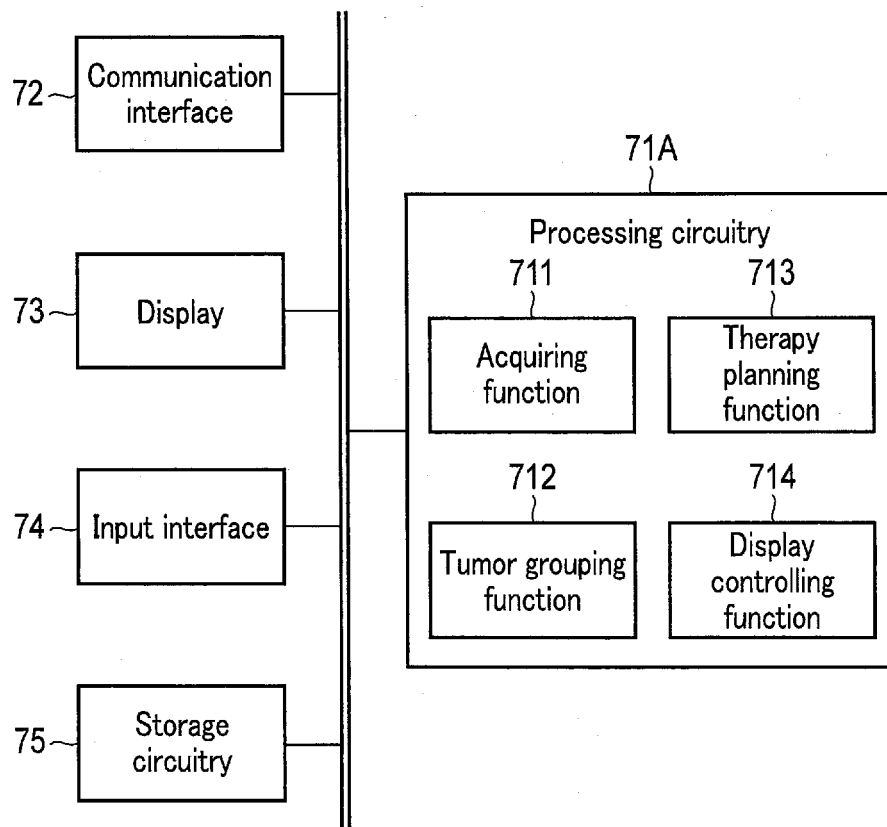 72
Communication
interface
73
Display
74
Input interface
75
Storage
circuitry
71A
Processing circuitry
711
Acquiring
function
713
Therapy
planning
function
712
Tumor grouping
function
714
Display
controlling
function